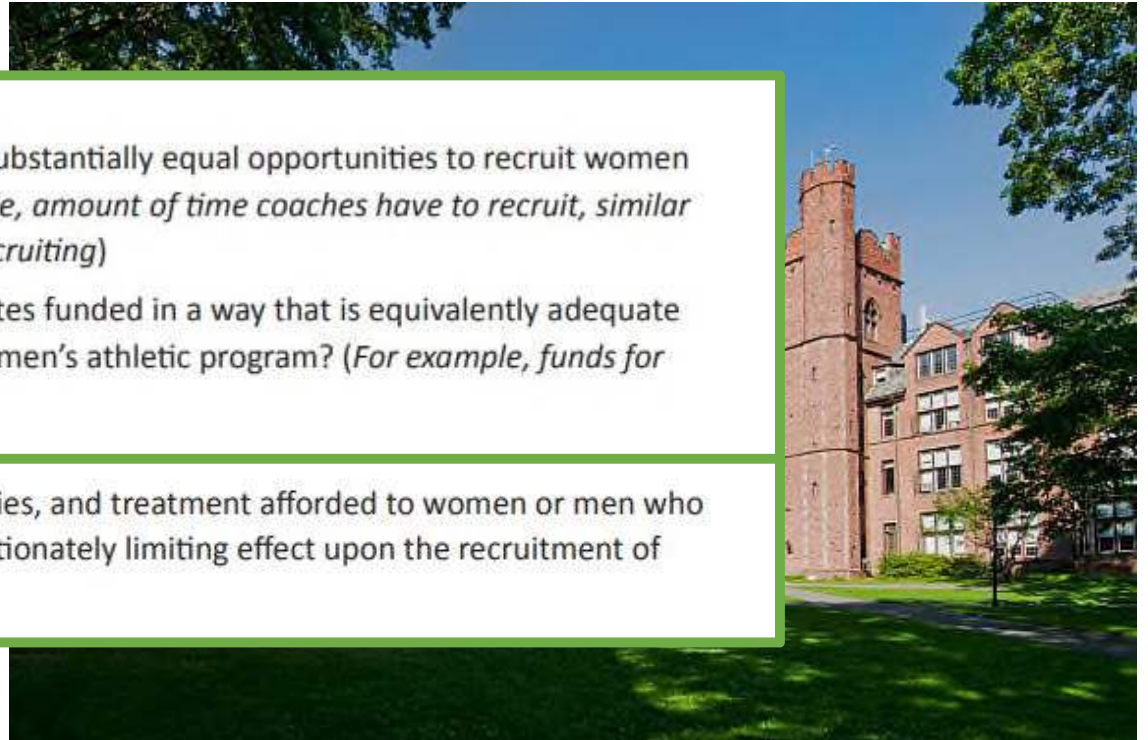 substantially equal opportunities to recruit women
e, amount of time coaches have to recruit, similar
cruiting)
tes funded in a way that is equivalently adequate
men's athletic program? (For example, funds for
ies, and treatment afforded to women or men who
tionately limiting effect upon the recruitment of